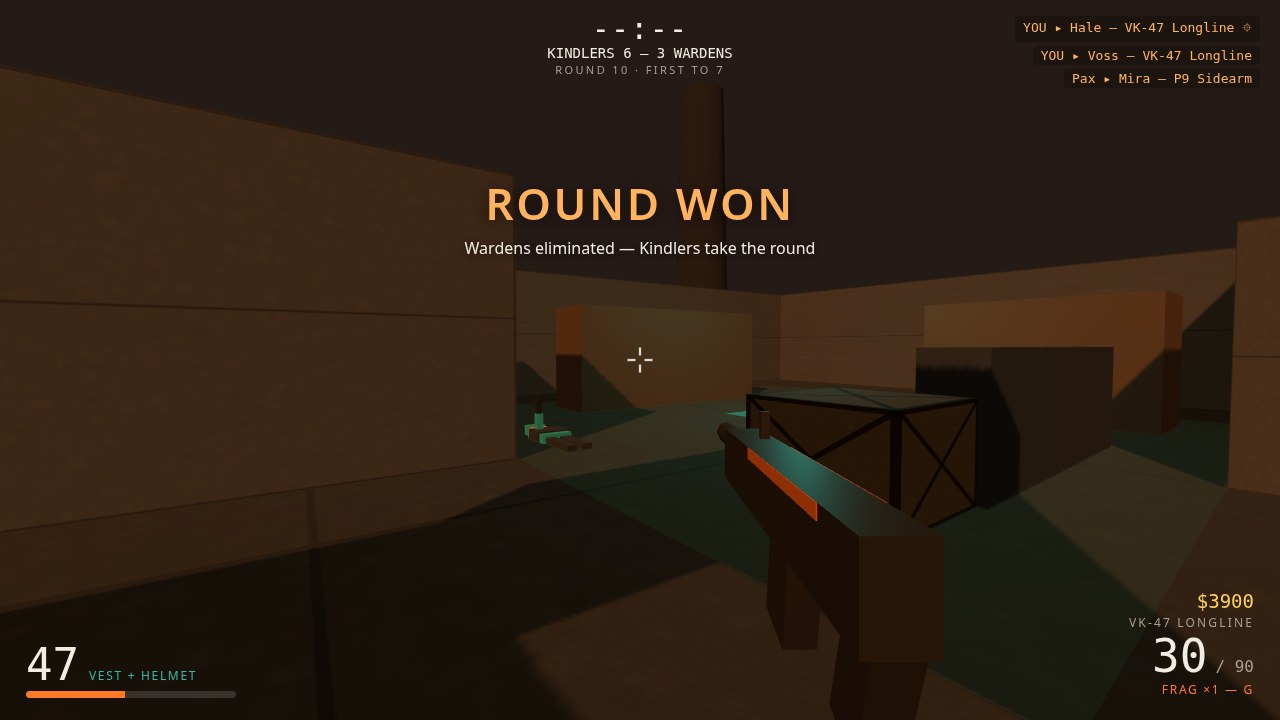 --:--
KINDLERS 6 — 3 WARDENS
ROUND 10 · FIRST TO 7
YOU ▸ Hale — VK-47 Longline ⌖
YOU ▸ Voss — VK-47 Longline
Pax ▸ Mira — P9 Sidearm
ROUND WON
Wardens eliminated — Kindlers take the round
47 VEST + HELMET
$3900
VK-47 LONGLINE
30 / 90
FRAG ×1 — G